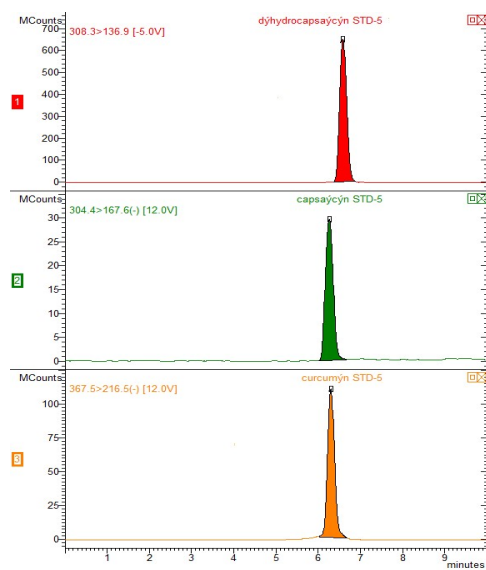 MCounts
dýhydrocapsaýcýn STD-5
308.3>136.9 [-5.0V]
700
600
500
400
300
200
100
0
1
MCounts
capsaýcýn STD-5
304.4>167.6(-) [12.0V]
30
25
20
15
10
5
0
2
MCounts
curcumýn STD-5
367.5>216.5(-) [12.0V]
100
75
50
25
0
3
1 2 3 4 5 6 7 8 9
minutes